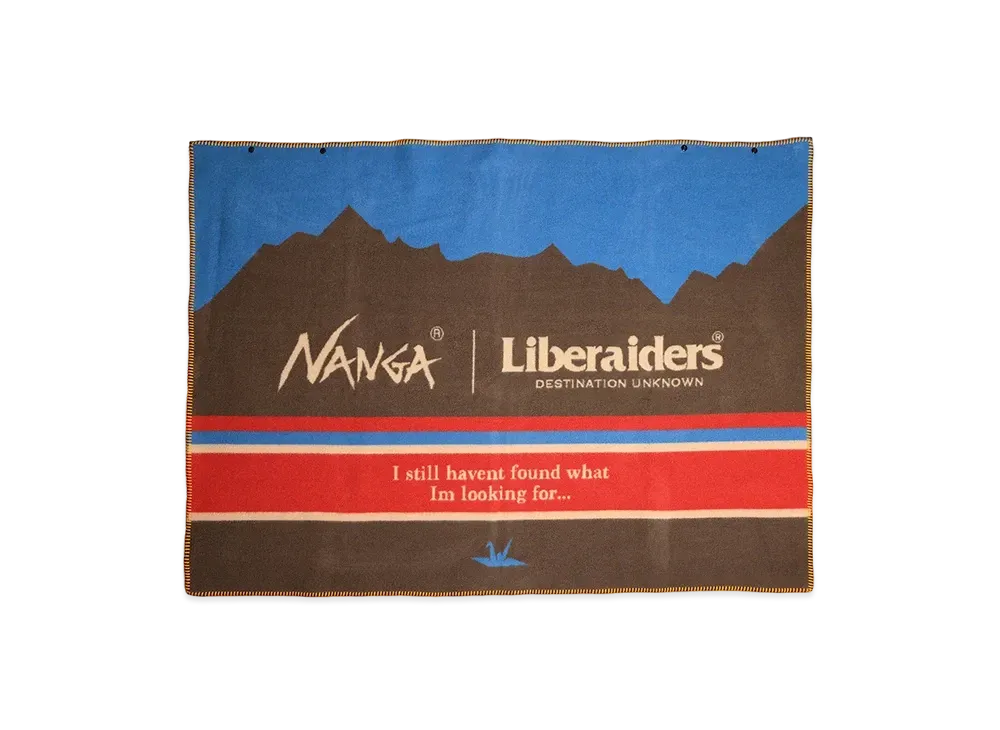 NANGA® | Liberaiders®
DESTINATION UNKNOWN
I still havent found what
Im looking for...